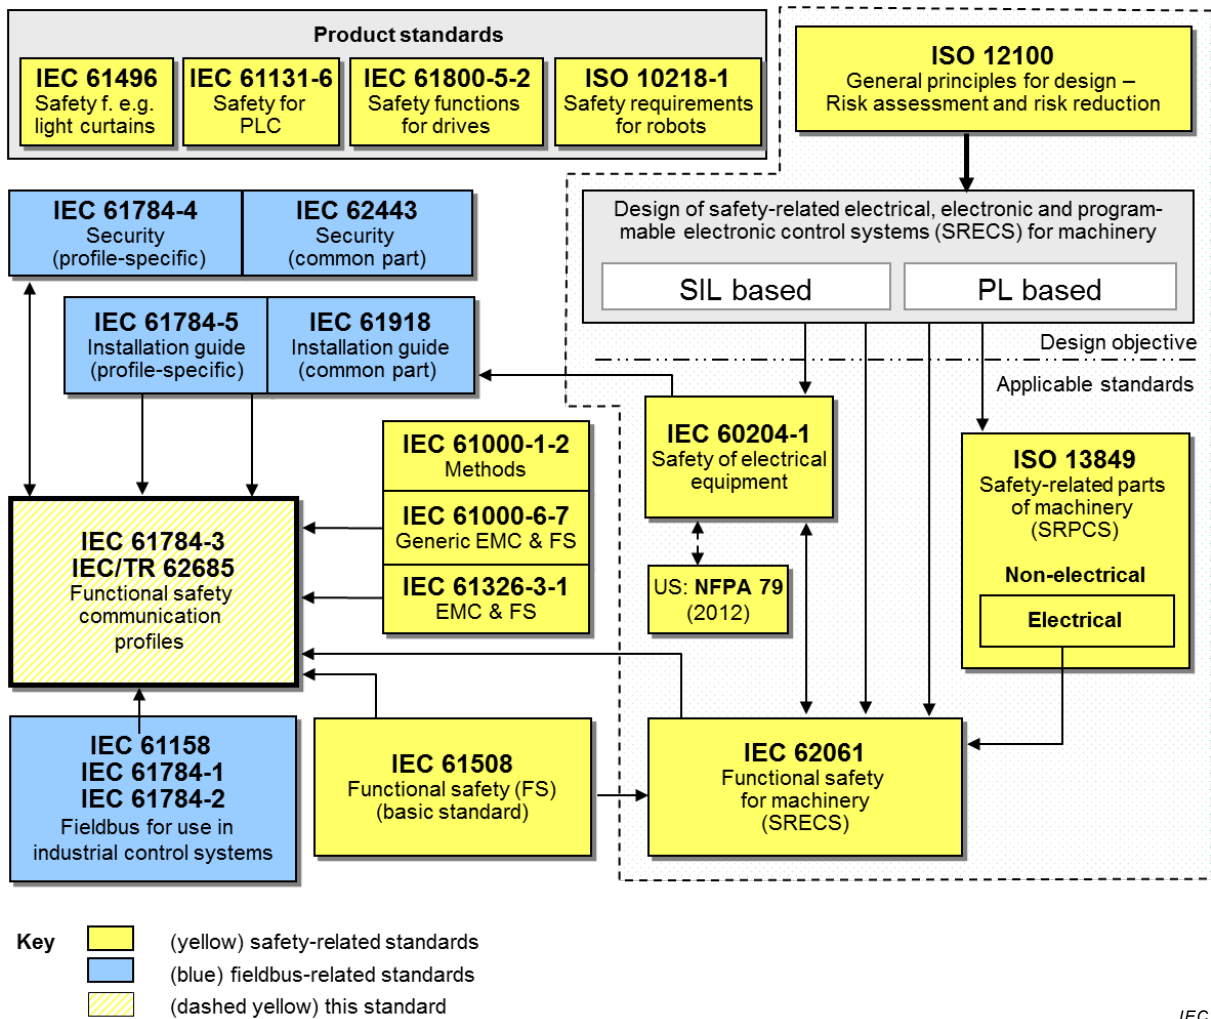 Product standards
IEC 61496
Safety f. e.g.
light curtains
IEC 61131-6
Safety for
PLC
IEC 61800-5-2
Safety functions
for drives
ISO 10218-1
Safety requirements
for robots
ISO 12100
General principles for design –
Risk assessment and risk reduction
IEC 61784-4
Security
(profile-specific)
IEC 62443
Security
(common part)
Design of safety-related electrical, electronic and program-
mable electronic control systems (SRECS) for machinery
SIL based
PL based
IEC 61784-5
Installation guide
(profile-specific)
IEC 61918
Installation guide
(common part)
Design objective
Applicable standards
IEC 61000-1-2
Methods
IEC 61000-6-7
Generic EMC & FS
IEC 61326-3-1
EMC & FS
IEC 60204-1
Safety of electrical
equipment
US: NFPA 79
(2012)
ISO 13849
Safety-related parts
of machinery
(SRPCS)
Non-electrical
Electrical
IEC 61784-3
IEC/TR 62685
Functional safety
communication
profiles
IEC 61158
IEC 61784-1
IEC 61784-2
Fieldbus for use in
industrial control systems
IEC 61508
Functional safety (FS)
(basic standard)
IEC 62061
Functional safety
for machinery
(SRECS)
Key
(yellow) safety-related standards
(blue) fieldbus-related standards
(dashed yellow) this standard
IEC